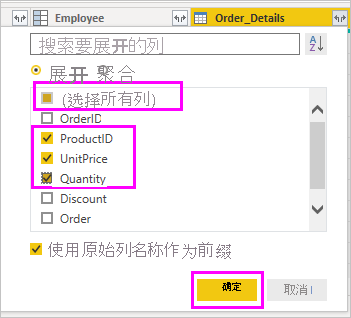 Employee Order_Details
搜索要展开的列
A
Z
展开 聚合
(选择所有列)
OrderID
ProductID
UnitPrice
Quantity
Discount
Order
使用原始列名称作为前缀
确定 取消